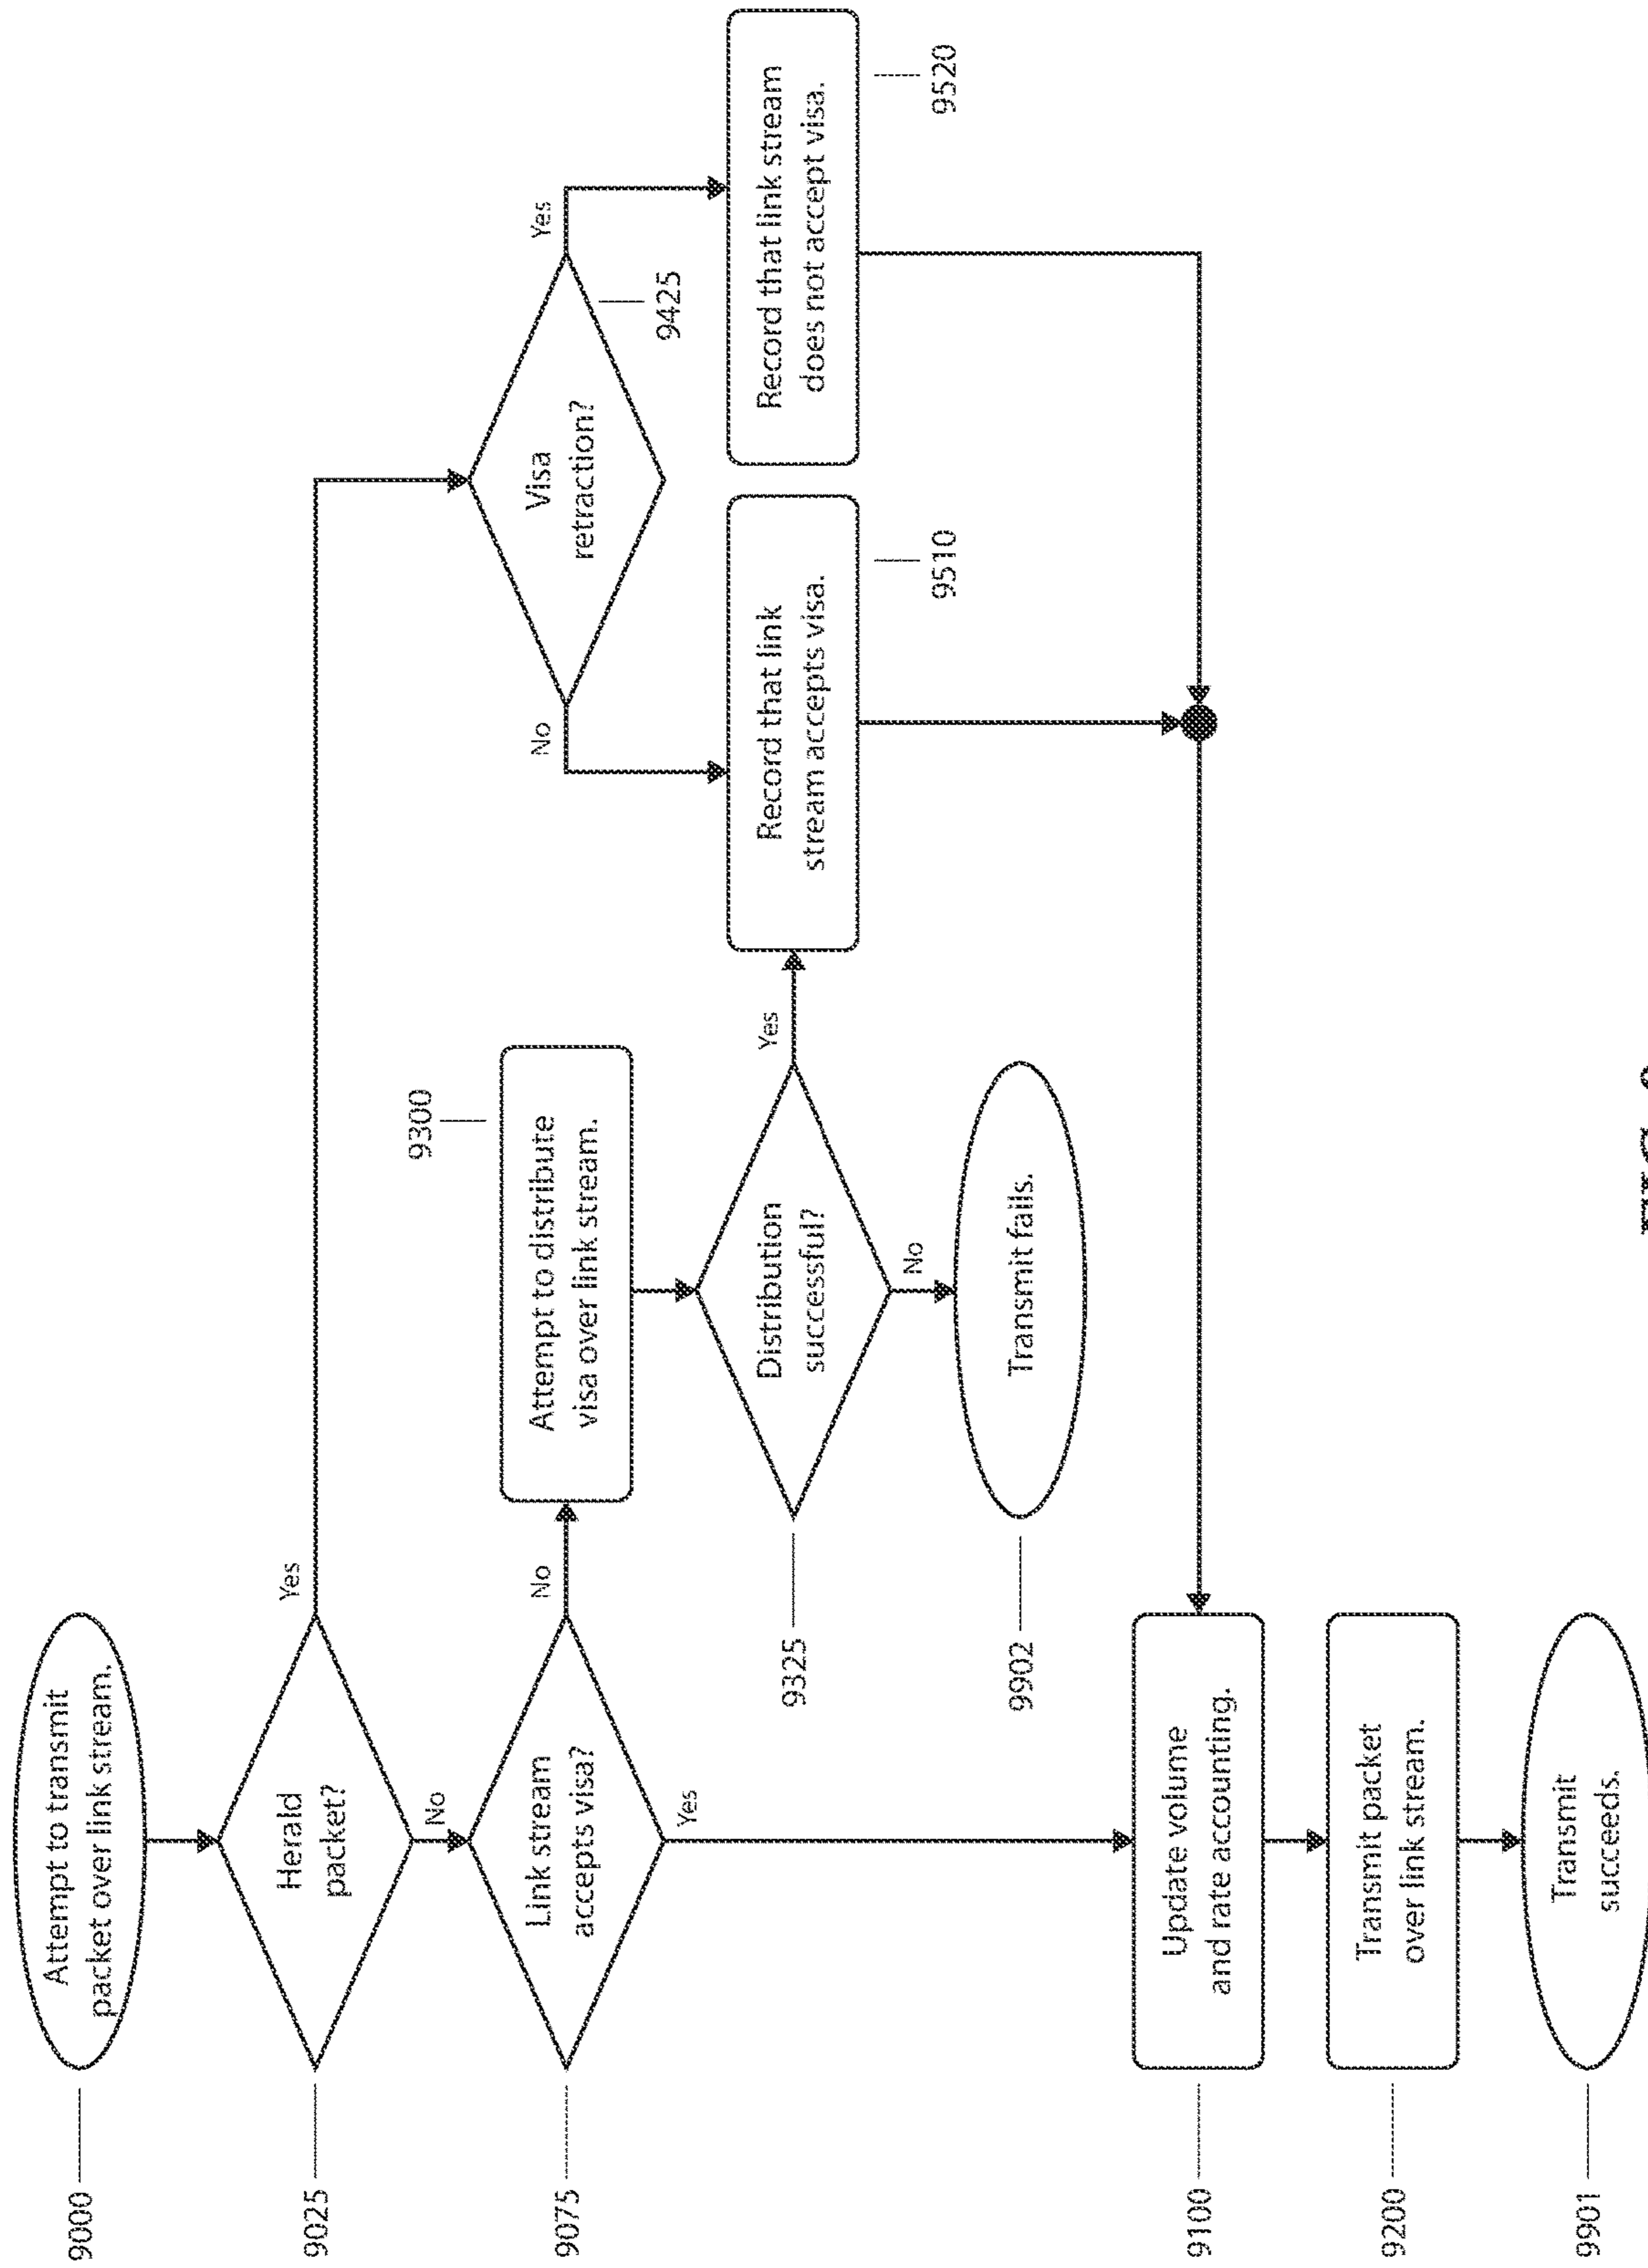 9000
Attempt to transmit
packet over link stream.
9025
Herald
packet?
Yes
No
9075
Link stream
accepts visa?
No
Yes
9300
Attempt to distribute
visa over link stream.
Visa
retraction?
No
Yes
9425
9325
Distribution
successful?
Yes
No
Record that link
stream accepts visa.
9510
Record that link stream
does not accept visa.
9520
9902
Transmit fails.
9100
Update volume
and rate accounting.
9200
Transmit packet
over link stream.
9901
Transmit
succeeds.